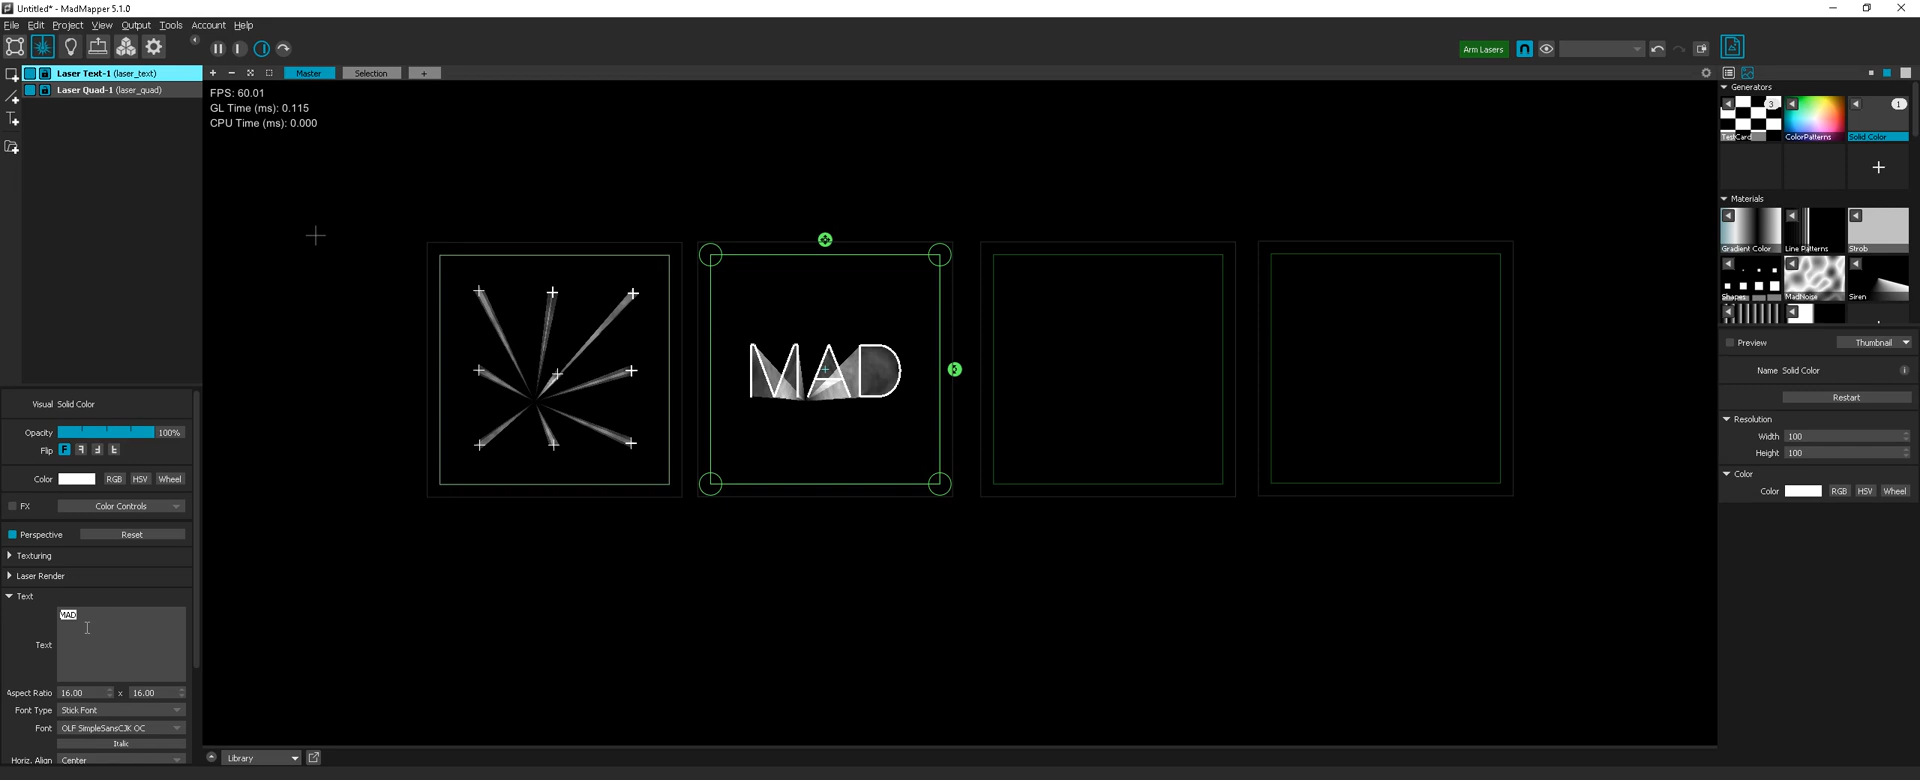 Untitled* - MadMapper 5.1.0
File Edit Project View Output Tools Account Help
Arm Lasers
Laser Text-1 (laser_text)
Laser Quad-1 (laser_quad)
Master Selection +
FPS: 60.01
GL Time (ms): 0.115
CPU Time (ms): 0.000
MAD
Visual Solid Color
Opacity 100%
Flip
Color RGB HSV Wheel
FX Color Controls
Perspective Reset
Texturing
Laser Render
Text
MAD
Text
Aspect Ratio 16.00 x 16.00
Font Type Stick Font
Font OLF SimpleSansCJK OC
Italic
Horiz. Align Center
Library
Generators
3 1
TestCard ColorPatterns Solid Color
Materials
Gradient Color Line Patterns Strob
Shapes MadNoise Siren
Preview Thumbnail
Name Solid Color
Restart
Resolution
Width 100
Height 100
Color
Color RGB HSV Wheel